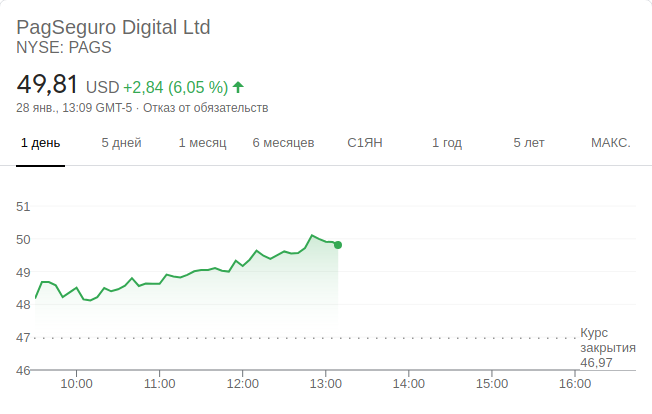 PagSeguro Digital Ltd
NYSE: PAGS
49,81 USD +2,84 (6,05 %)
28 янв., 13:09 GMT-5 · Отказ от обязательств
1 день 5 дней 1 месяц 6 месяцев С1ЯН 1 год 5 лет МАКС.
51
50
49
48
47
Курс
закрытия
46,97
46
10:00 11:00 12:00 13:00 14:00 15:00 16:00